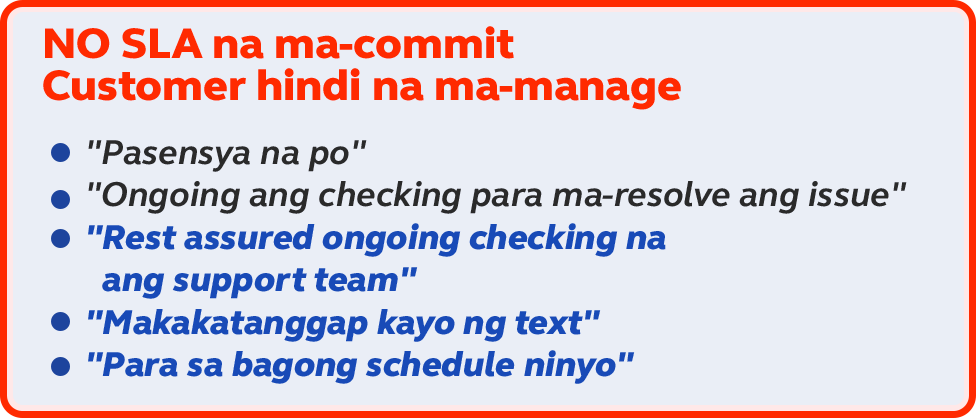 NO SLA na ma-commit
Customer hindi na ma-manage
• "Pasensya na po"
• "Ongoing ang checking para ma-resolve ang issue"
• "Rest assured ongoing checking na
ang support team"
• "Makakatanggap kayo ng text"
• "Para sa bagong schedule ninyo"